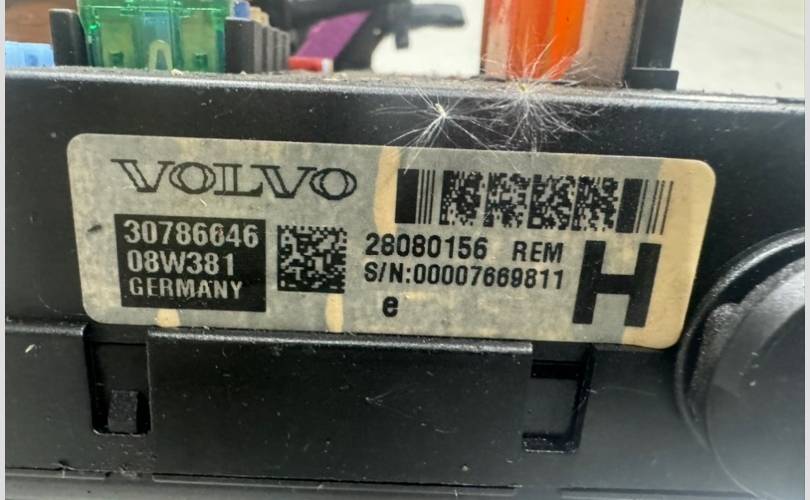 VOLVO
30786646
08W381
GERMANY
28080156 REM
S/N:00007669811
e
H